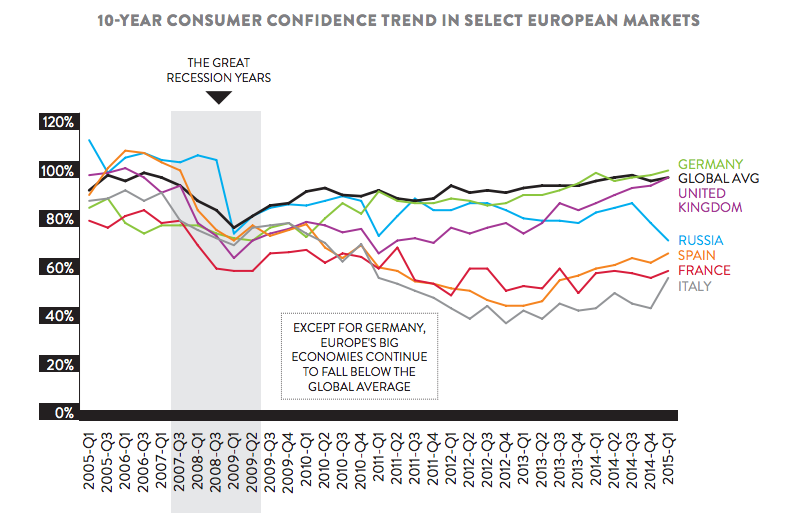 10-YEAR CONSUMER CONFIDENCE TREND IN SELECT EUROPEAN MARKETS
THE GREAT
RECESSION YEARS
120%
100%
80%
60%
40%
20%
0%
GERMANY
GLOBAL AVG
UNITED
KINGDOM
RUSSIA
SPAIN
FRANCE
ITALY
EXCEPT FOR GERMANY,
EUROPE'S BIG
ECONOMIES CONTINUE
TO FALL BELOW THE
GLOBAL AVERAGE
2005-Q1
2005-Q3
2006-Q1
2006-Q3
2007-Q1
2007-Q3
2008-Q1
2008-Q3
2009-Q1
2009-Q2
2009-Q3
2009-Q4
2010-Q1
2010-Q2
2010-Q3
2010-Q4
2011-Q1
2011-Q2
2011-Q3
2011-Q4
2012-Q1
2012-Q2
2012-Q3
2012-Q4
2013-Q1
2013-Q2
2013-Q3
2013-Q4
2014-Q1
2014-Q2
2014-Q3
2014-Q4
2015-Q1